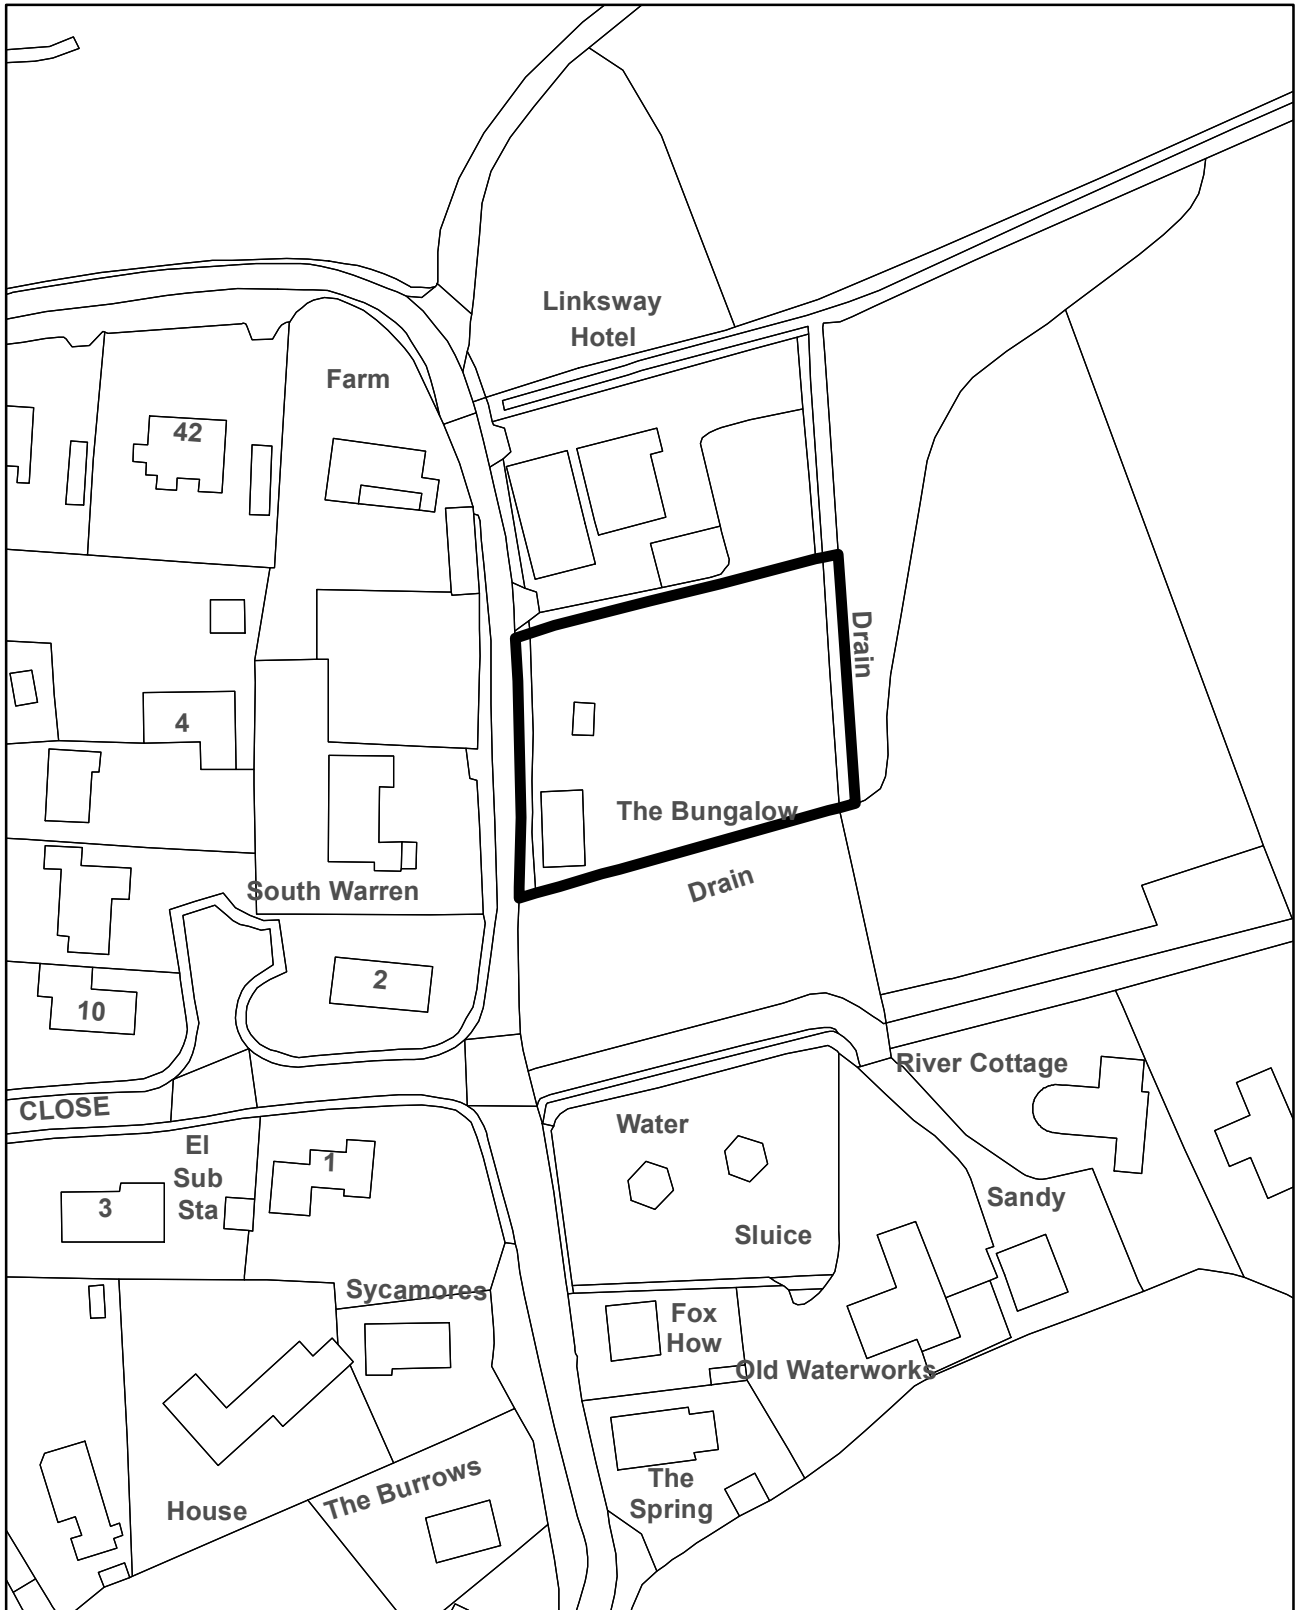 Linksway
Hotel
Farm
42
Drain
4
The Bungalow
Drain
South Warren
2
10
River Cottage
CLOSE
Water
El
Sub
Sta
1
3
Sandy
Sluice
Sycamores
Fox
How
Old Waterworks
The Burrows
The
Spring
House